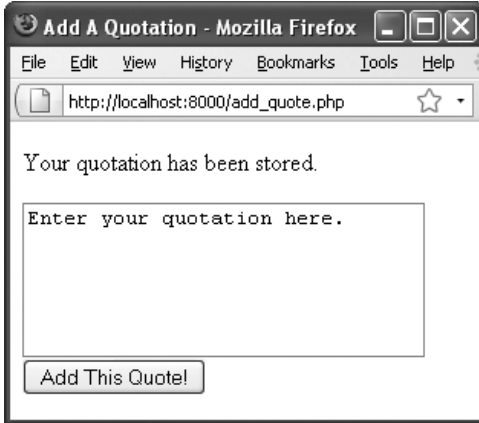 Add A Quotation - Mozilla Firefox
File Edit View History Bookmarks Tools Help
http://localhost:8000/add_quote.php
Your quotation has been stored.
Enter your quotation here.
Add This Quote!